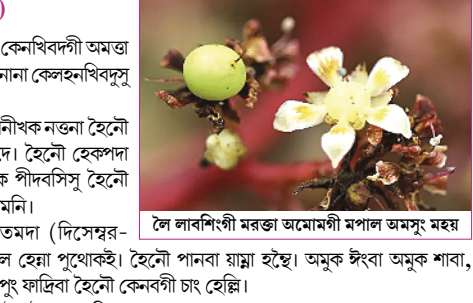 )
কেনখিবদগী অমত্তা
নানা কেলহনখিবদুসু
নীখক নত্তনা হৈনৌ
দে। হৈনৌ হেকপদা
ক পীদবসিসু হৈনৌ
মনি।
তমদা (দিসেম্বর-
ল হেন্না পুথোকই। হৈনৌ পানবা য়াম্না হন্থৈ। অমুক ঈংবা অমুক শাবা,
পুং ফাদ্রিবা হৈনৌ কেনবগী চাং হেল্লি।
লৈ লাবশিংগী মরক্তা অমোমগী মপাল অমসুং মহয়